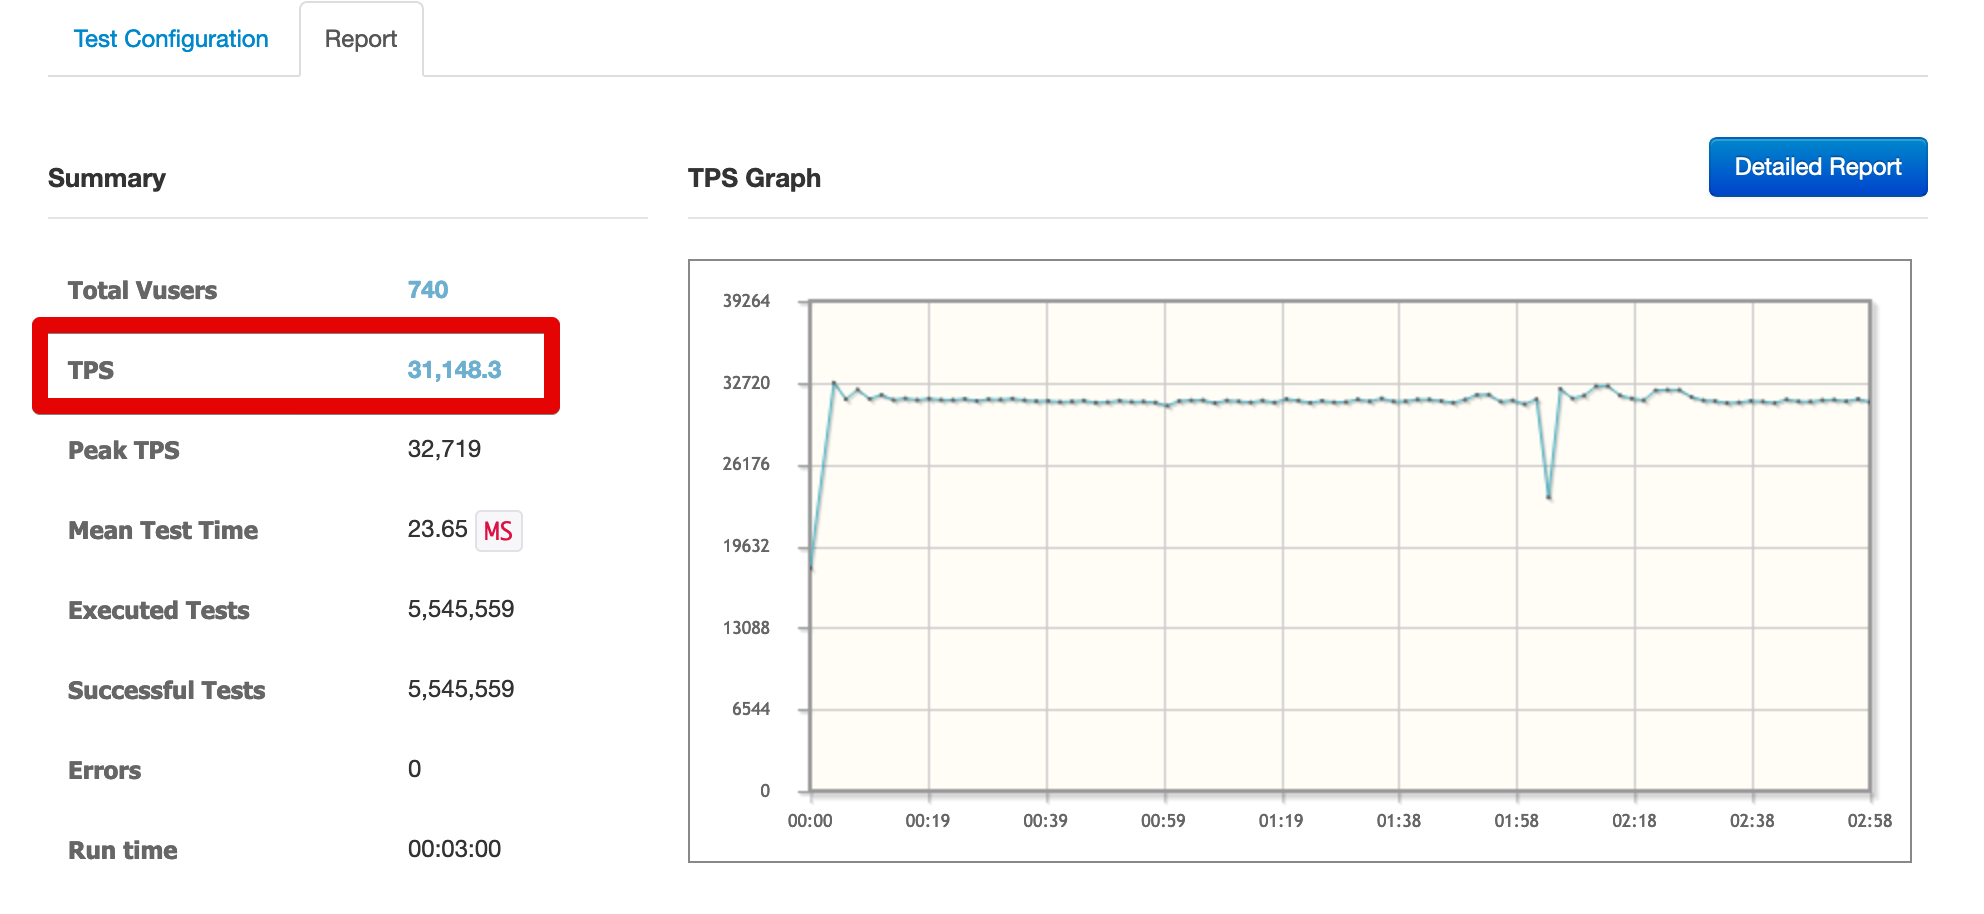 Test Configuration
Report
Summary
Total Vusers 740
TPS 31,148.3
Peak TPS 32,719
Mean Test Time 23.65 MS
Executed Tests 5,545,559
Successful Tests 5,545,559
Errors 0
Run time 00:03:00
TPS Graph
Detailed Report
39264
32720
26176
19632
13088
6544
0
00:00 00:19 00:39 00:59 01:19 01:38 01:58 02:18 02:38 02:58